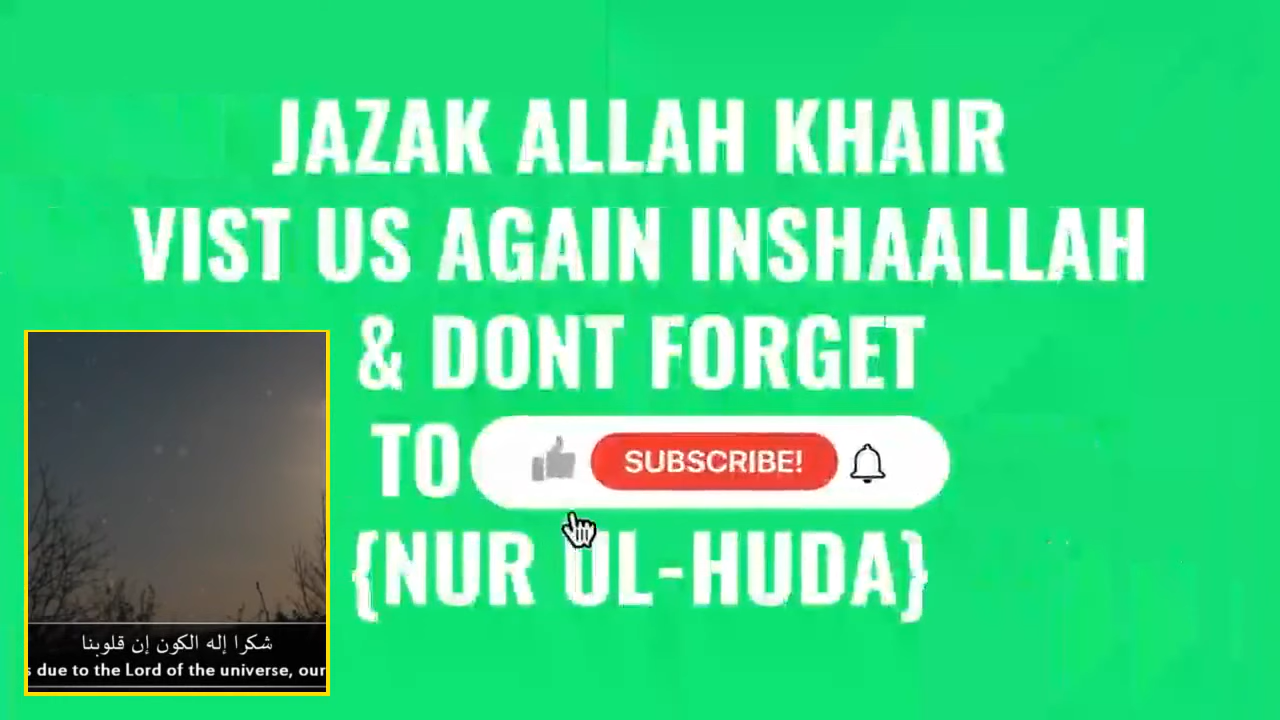 JAZAK ALLAH KHAIR
VIST US AGAIN INSHAALLAH
& DONT FORGET
TO SUBSCRIBE!
{NUR UL-HUDA}
شكرا إله الكون إن قلوبنا
due to the Lord of the universe, our